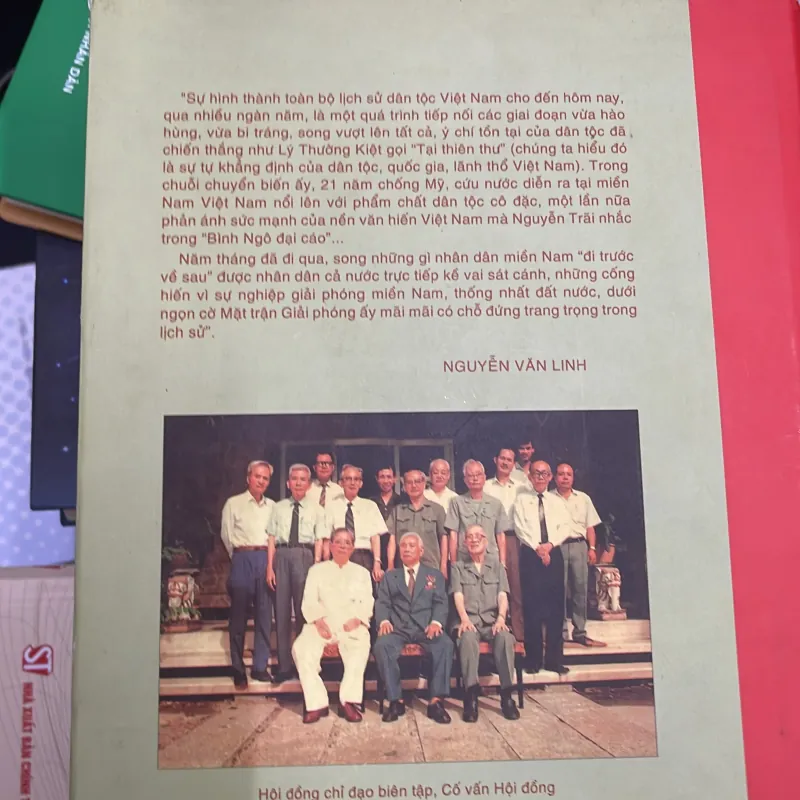 NHÂN DÂN
"Sự hình thành toàn bộ lịch sử dân tộc Việt Nam cho đến hôm nay,
qua nhiều ngàn năm, là một quá trình tiếp nối các giai đoạn vừa hào
hùng, vừa bi tráng, song vượt lên tất cả, ý chí tồn tại của dân tộc đã
chiến thắng như Lý Thường Kiệt gọi "Tại thiên thư" (chúng ta hiểu đó
là sự tự khẳng định của dân tộc, quốc gia, lãnh thổ Việt Nam). Trong
chuỗi chuyển biến ấy, 21 năm chống Mỹ, cứu nước diễn ra tại miền
Nam Việt Nam nổi lên với phẩm chất dân tộc cô đặc, một lần nữa
phản ánh sức mạnh của nền văn hiến Việt Nam mà Nguyễn Trãi nhắc
trong "Bình Ngô đại cáo"...
Năm tháng đã đi qua, song những gì nhân dân miền Nam "đi trước
về sau" được nhân dân cả nước trực tiếp kề vai sát cánh, những cống
hiến vì sự nghiệp giải phóng miền Nam, thống nhất đất nước, dưới
ngọn cờ Mặt trận Giải phóng ấy mãi mãi có chỗ đứng trang trọng trong
lịch sử".
NGUYỄN VĂN LINH
Hội đồng chỉ đạo biên tập, Cố vấn Hội đồng
ST
NHÀ XUẤT BẢN CHÍNH